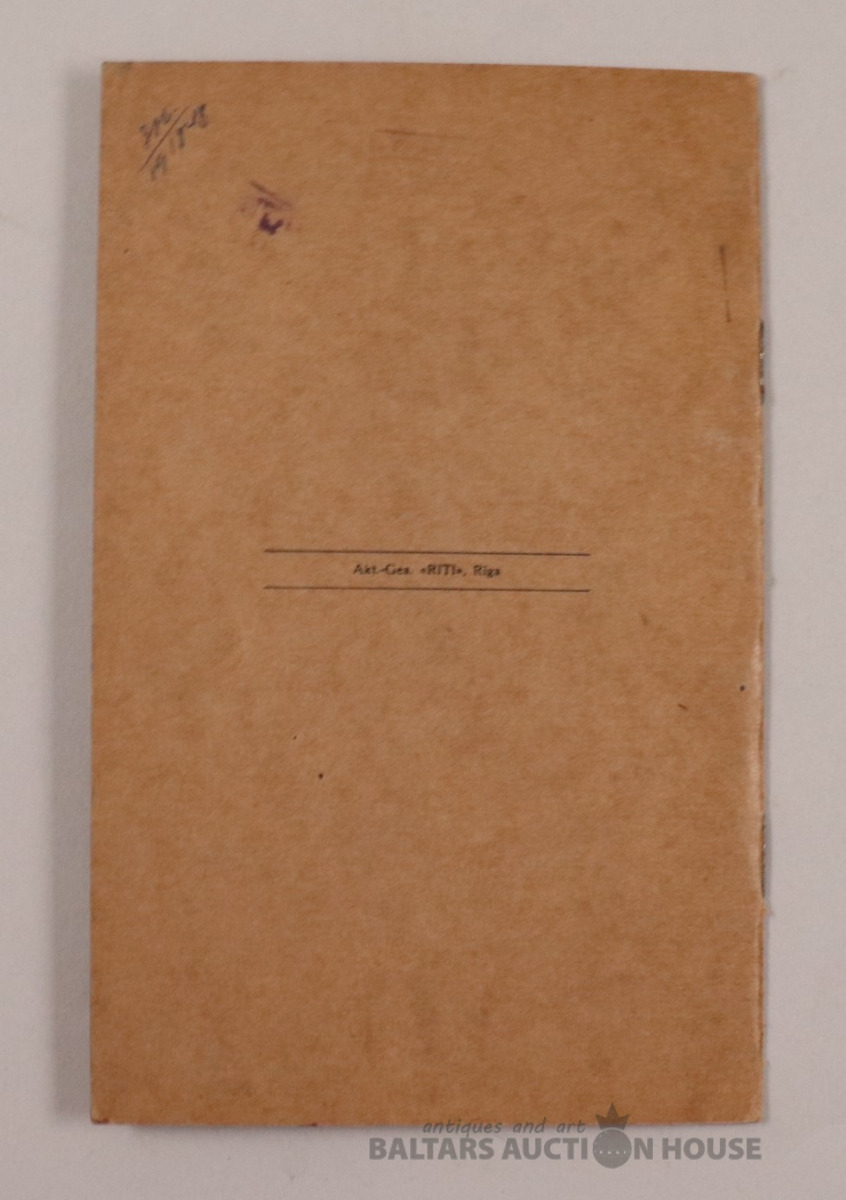 Akt.-Ges. «RITI», Riga
antiques and art
BALTARS AUCTION HOUSE